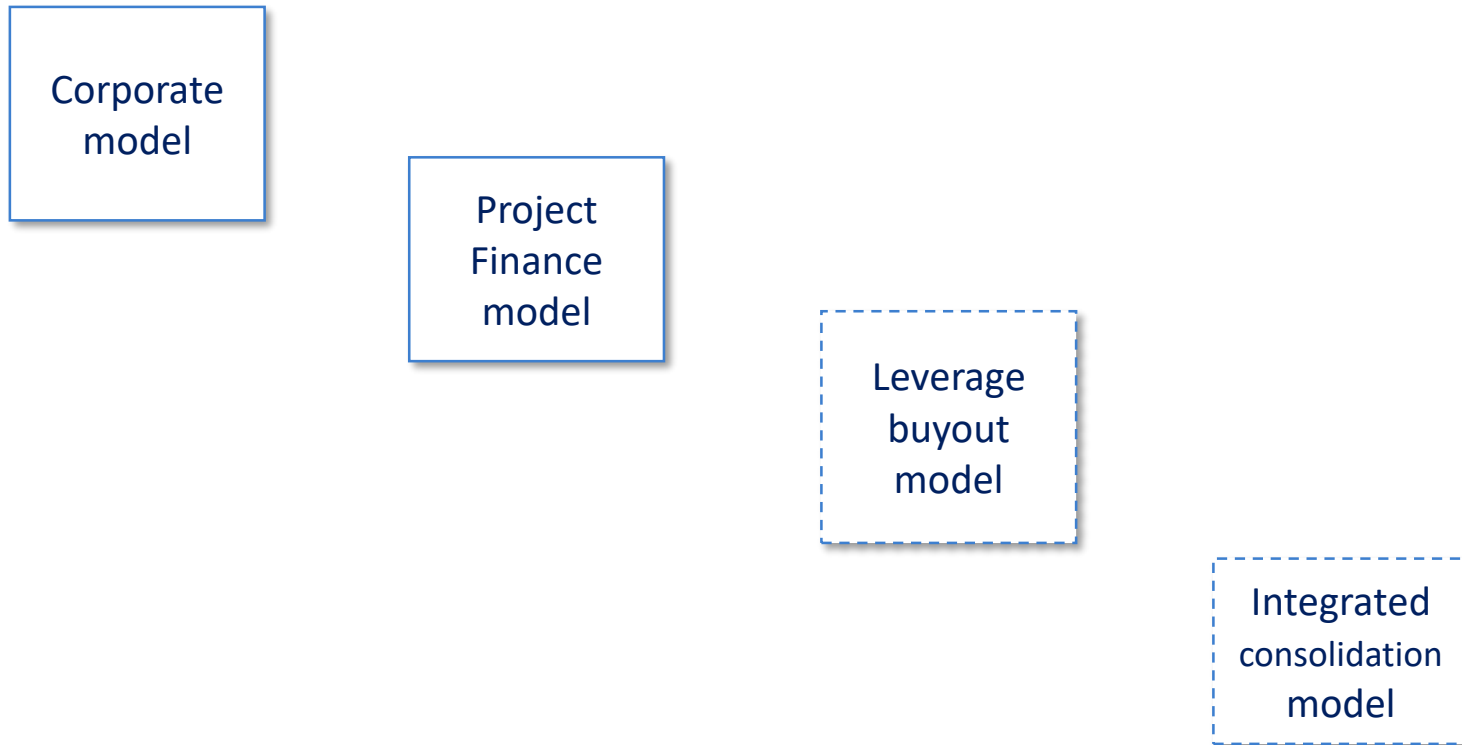 Corporate
model
Project
Finance
model
Leverage
buyout
model
Integrated
consolidation
model